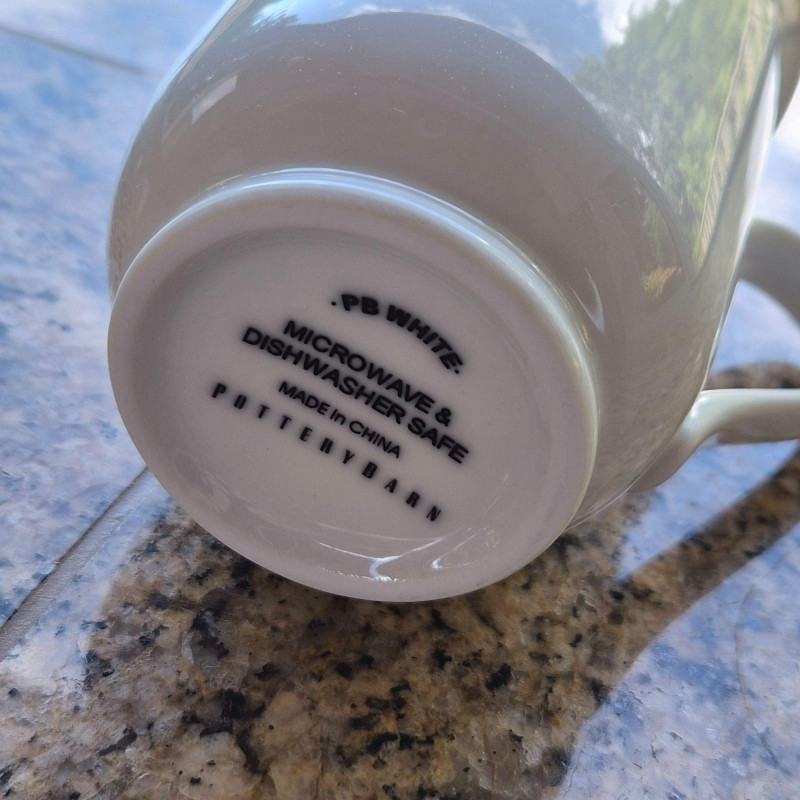 .PB WHITE.
MICROWAVE &
DISHWASHER SAFE
MADE in CHINA
POTTERYBARN